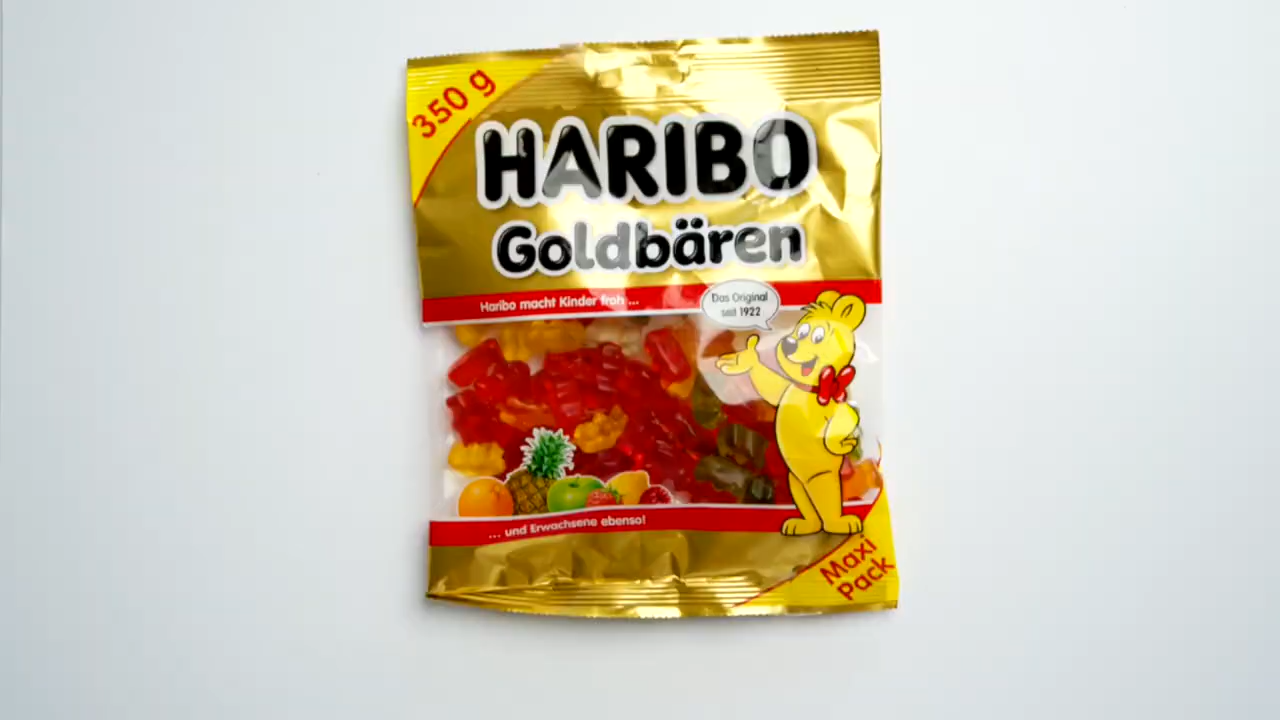 350 g
HARIBO
Goldbären
Haribo macht Kinder froh ...
Das Original
seit 1922
... und Erwachsene ebenso!
Maxi
Pack